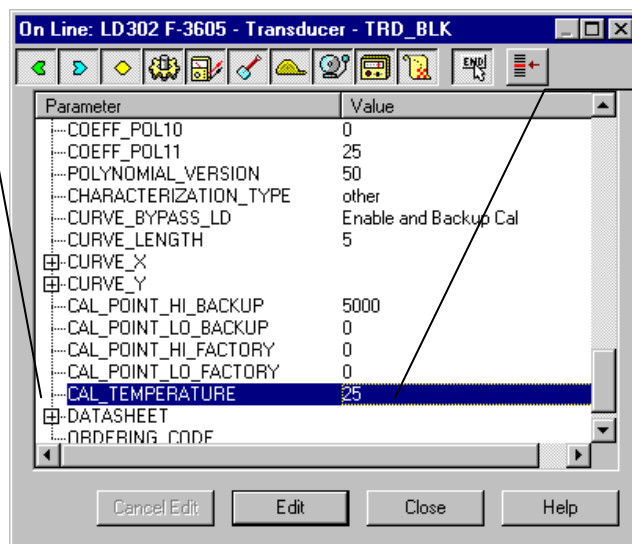 On Line: LD302 F-3605 - Transducer - TRD_BLK
END
Parameter Value
COEFF_POL10 0
COEFF_POL11 25
POLYNOMIAL_VERSION 50
CHARACTERIZATION_TYPE other
CURVE_BYPASS_LD Enable and Backup Cal
CURVE_LENGTH 5
CURVE_X
CURVE_Y
CAL_POINT_HI_BACKUP 5000
CAL_POINT_LO_BACKUP 0
CAL_POINT_HI_FACTORY 0
CAL_POINT_LO_FACTORY 0
CAL_TEMPERATURE 25
DATASHEET
ORDERING_CODE
Cancel Edit Edit Close Help